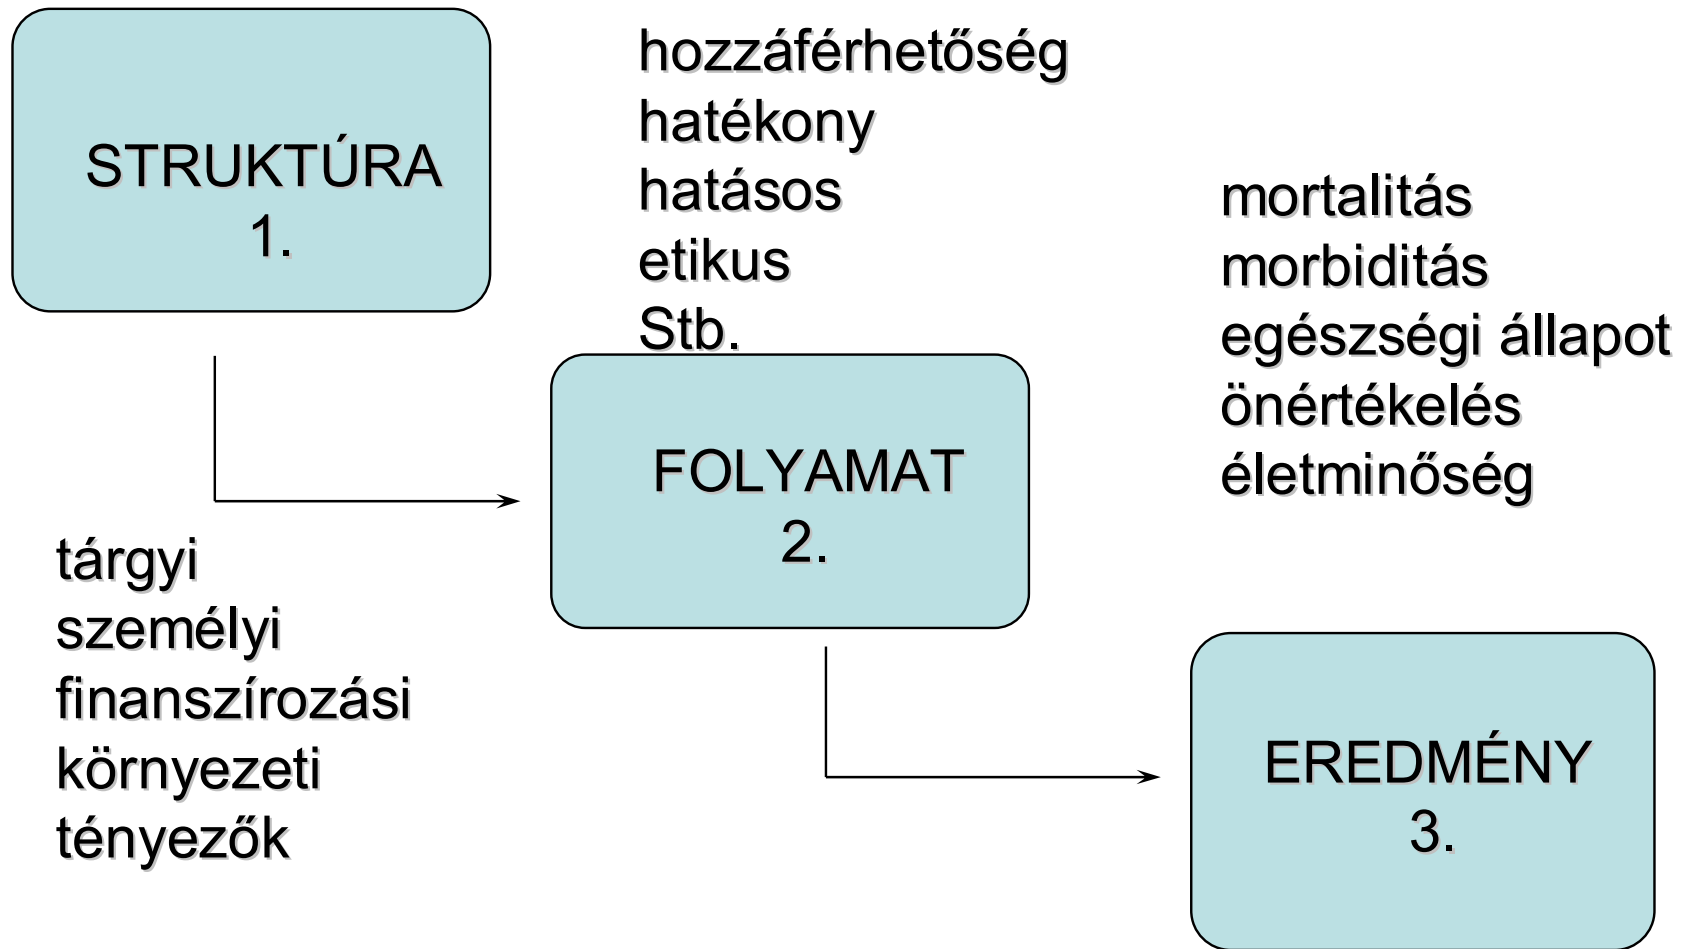 STRUKTÚRA
1.
hozzáférhetőség
hatékony
hatásos
etikus
Stb.
mortalitás
morbiditás
egészségi állapot
önértékelés
életminőség
FOLYAMAT
2.
tárgyi
személyi
finanszírozási
környezeti
tényezők
EREDMÉNY
3.